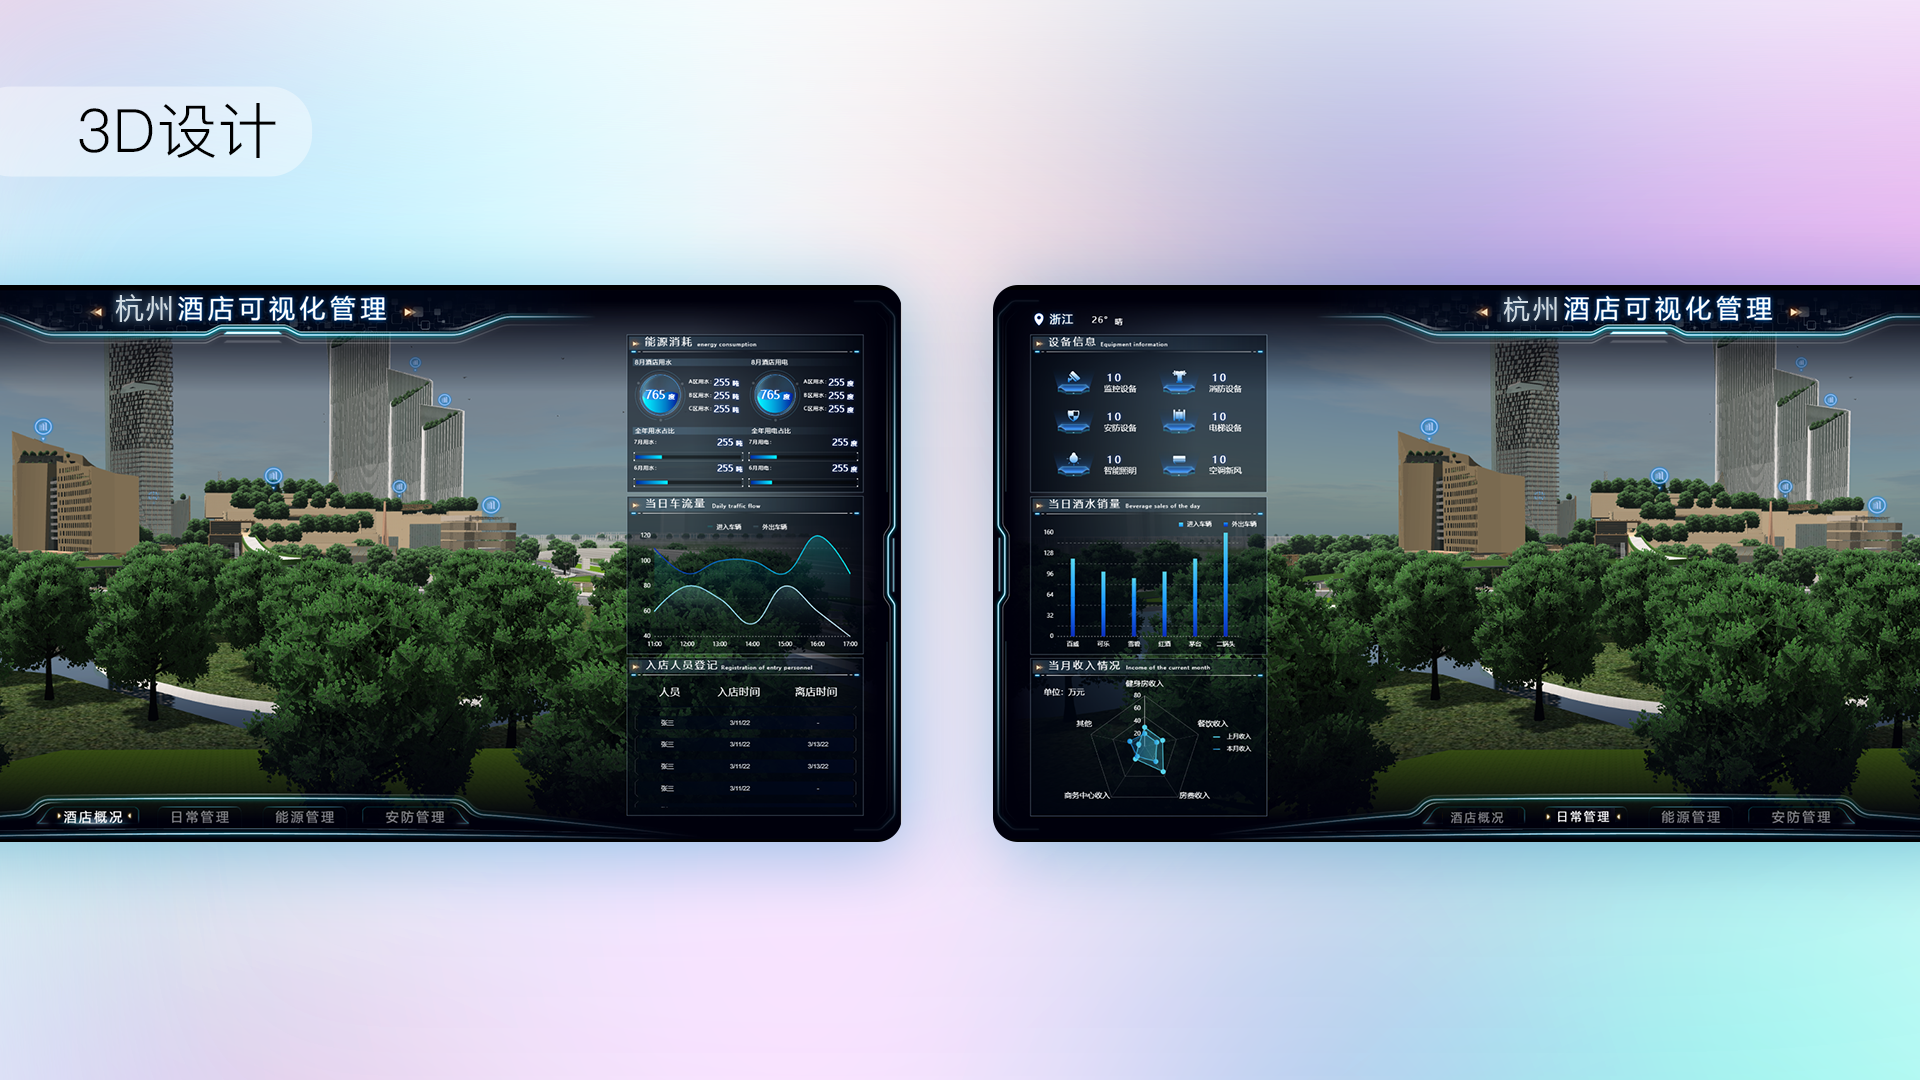 3D设计
杭州酒店可视化管理
能源消耗 energy consumption
8月酒店用水 8月酒店用电
765 度
A区用水: 255 吨
B区用水: 255 吨
C区用水: 255 吨
765 度
A区用水: 255 度
B区用水: 255 度
C区用水: 255 度
全年用水占比 全年用电占比
7月用水: 255 吨 7月用电: 255 度
6月用水: 255 吨 6月用电: 255 度
当日车流量 Daily traffic flow
进入车辆 外出车辆
120
100
80
60
40
11:00 12:00 13:00 14:00 15:00 16:00 17:00
入店人员登记 Registration of entry personnel
人员 入店时间 离店时间
张三 3/11/22 -
张三 3/11/22 3/13/22
张三 3/11/22 3/13/22
张三 3/11/22 -
酒店概况 日常管理 能源管理 安防管理
浙江 26° 晴
杭州酒店可视化管理
设备信息 Equipment information
10 监控设备
10 消防设备
10 安防设备
10 电梯设备
10 智能照明
10 空调新风
当日酒水销量 Beverage sales of the day
进入车辆 外出车辆
160
128
96
64
32
0
百威 可乐 雪碧 红酒 茅台 二锅头
当月收入情况 Income of the current month
单位: 万元
健身房收入
80
60
40
20
其他 餐饮收入
上月收入
本月收入
商务中心收入 房费收入
酒店概况 日常管理 能源管理 安防管理